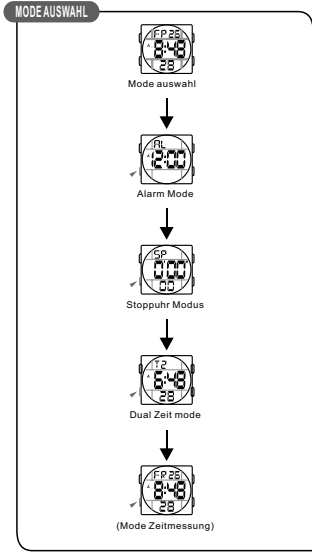 MODE AUSWAHL
FR 26
A 8:48
28
Mode auswahl
AL
A 12:00
Alarm Mode
SP
0'00"
00
Stoppuhr Modus
T2
A 6:48
28
Dual Zeit mode
FR 26
A 8:48
28
(Mode Zeitmessung)